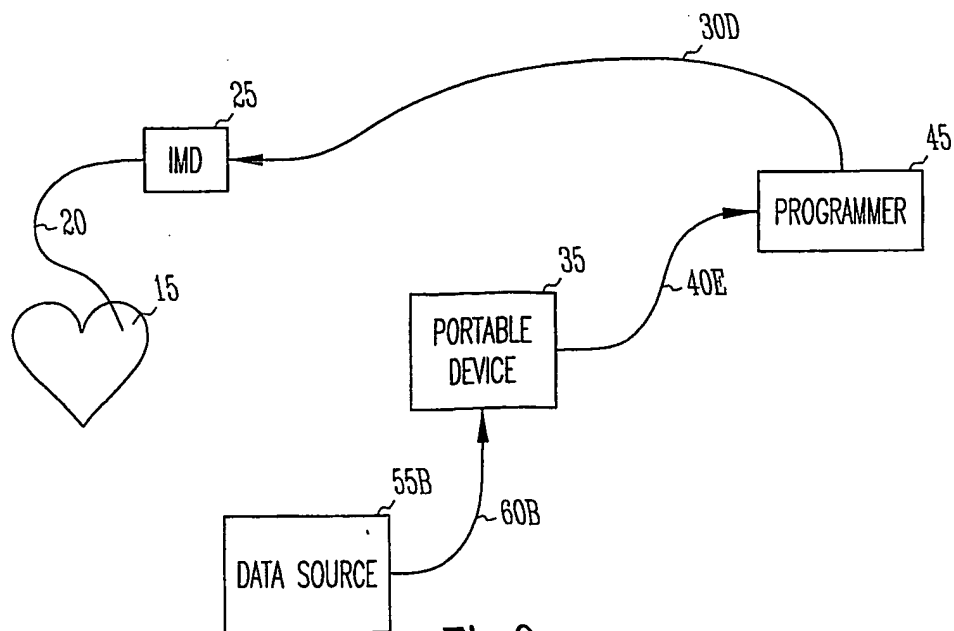 30D
25
IMD
45
PROGRAMMER
20
15
35
PORTABLE
DEVICE
40E
55B
DATA SOURCE
60B